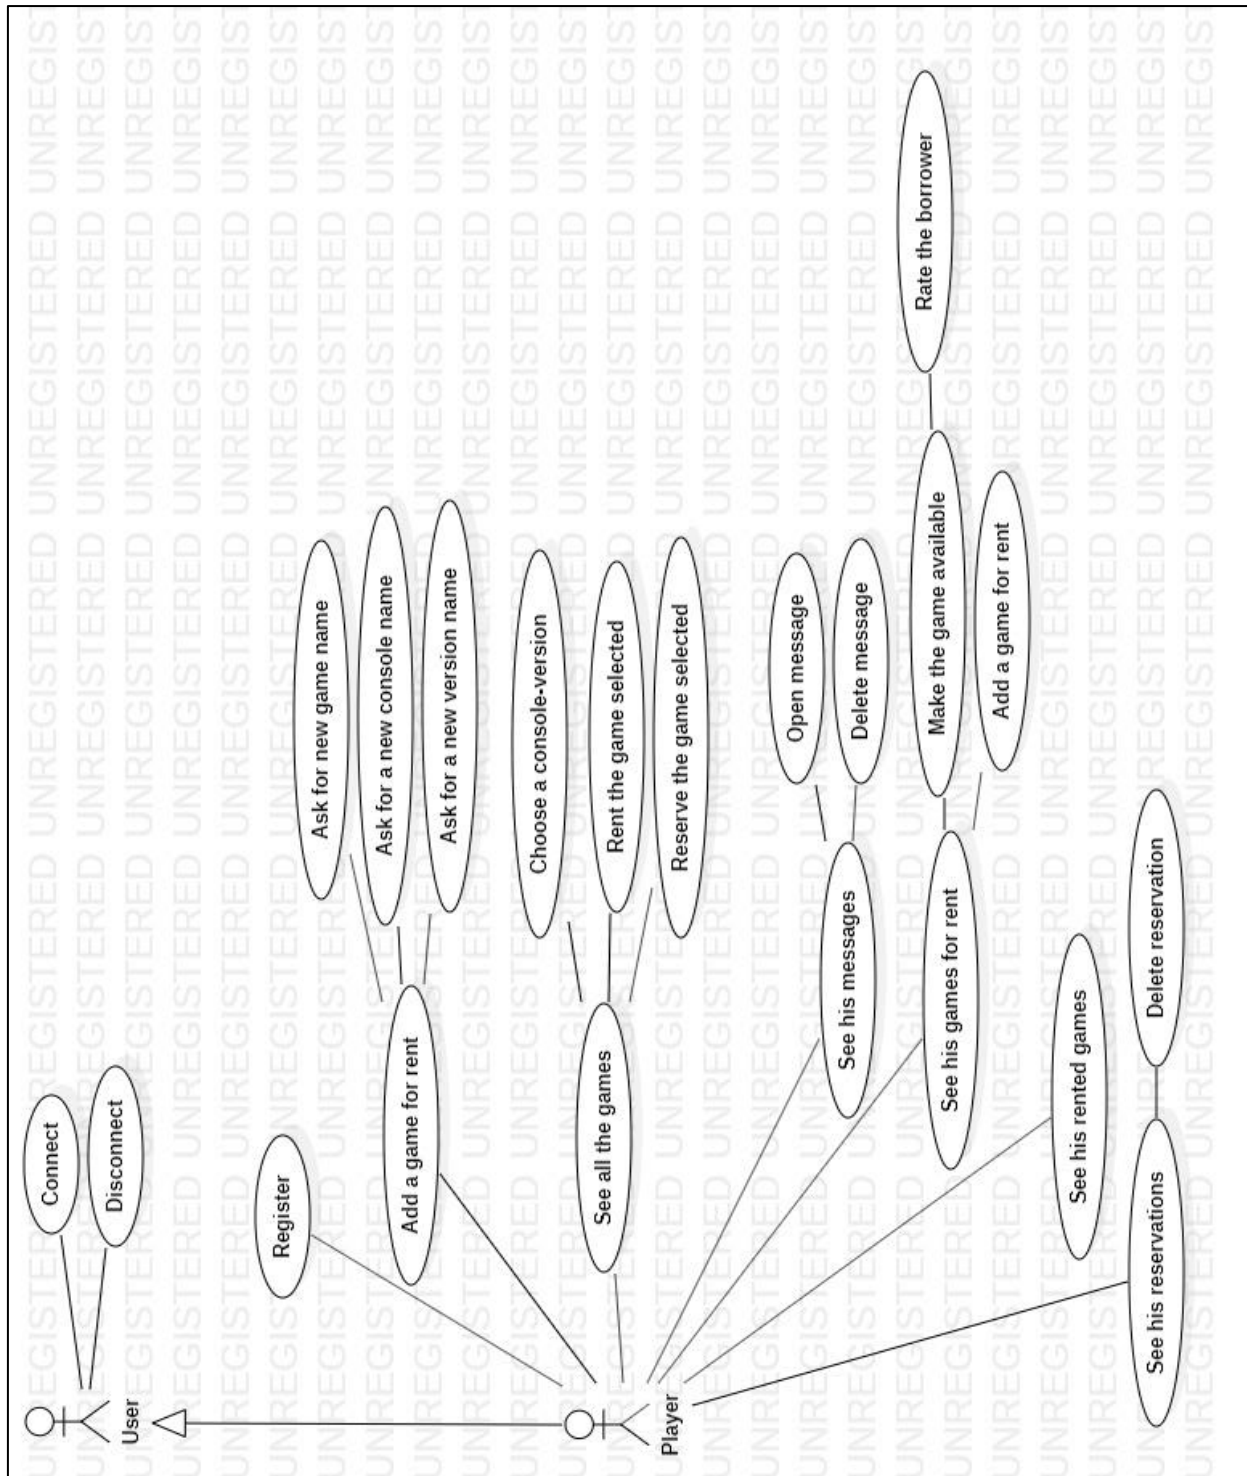 Connect
Disconnect
User
Register
Ask for new game name
Ask for a new console name
Add a game for rent
Ask for a new version name
Choose a console-version
See all the games
Rent the game selected
Player
Reserve the game selected
Open message
See his messages
Delete message
Rate the borrower
Make the game available
See his games for rent
Add a game for rent
See his rented games
See his reservations
Delete reservation
UNREGISTERED